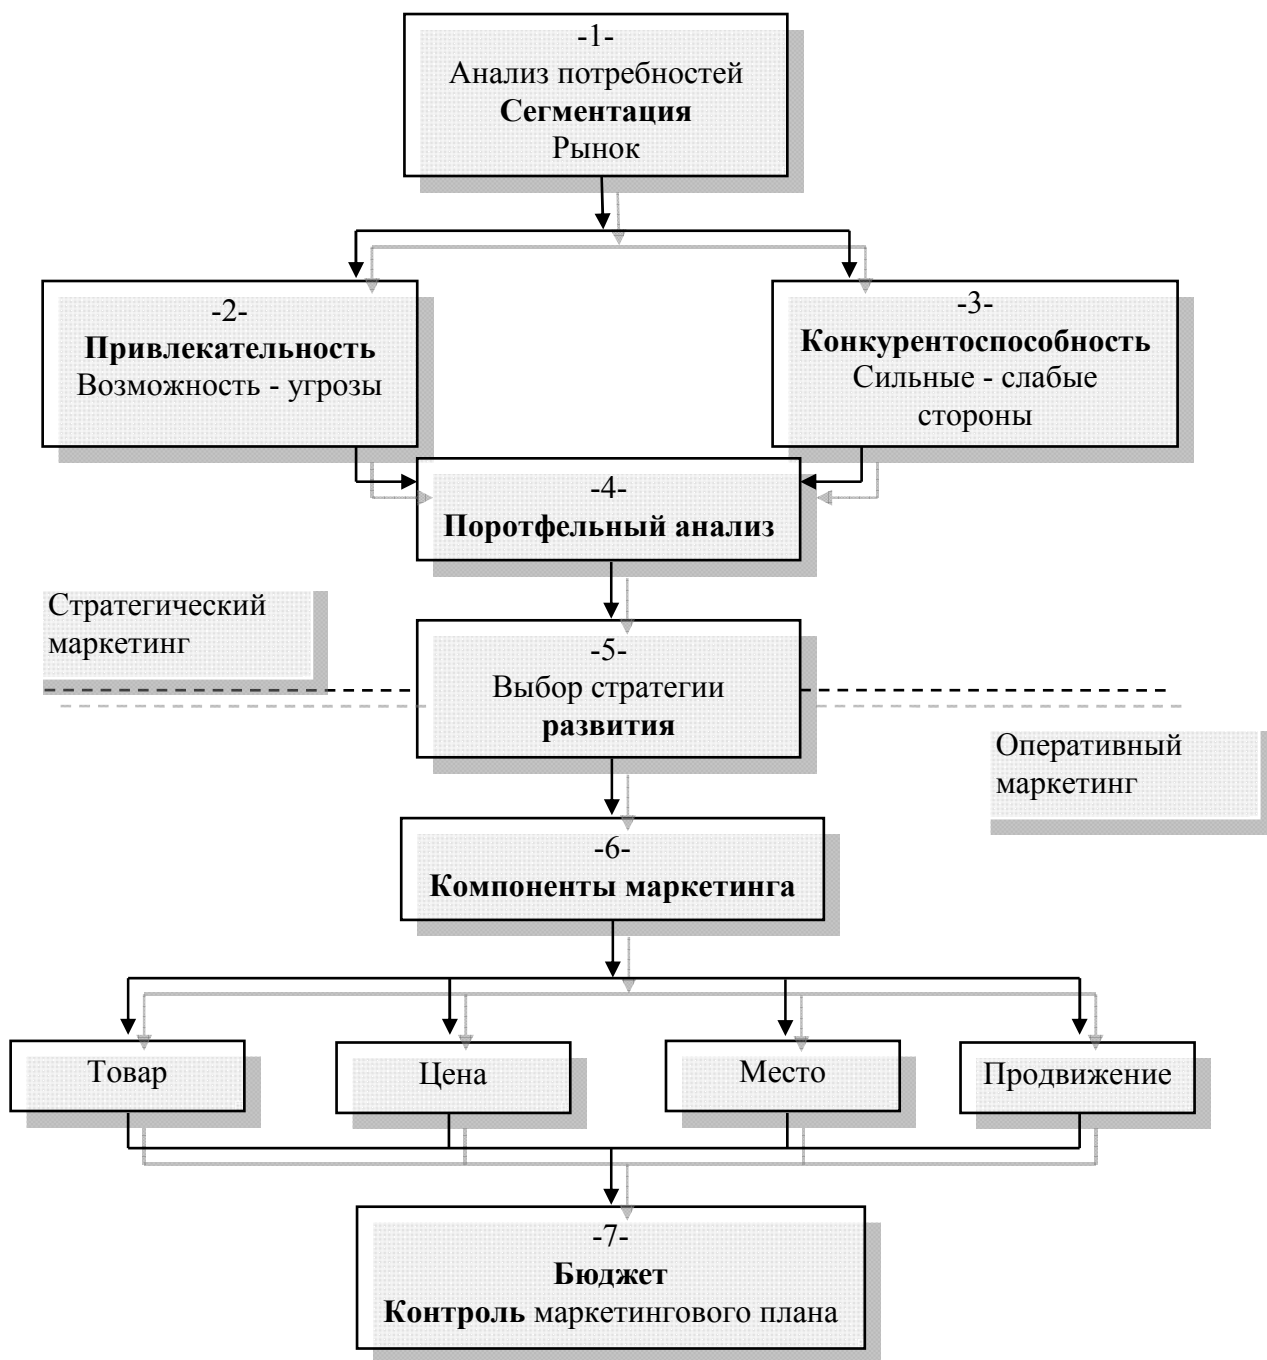 -1-
Анализ потребностей
Сегментация
Рынок
-2-
Привлекательность
Возможность - угрозы
-3-
Конкурентоспособность
Сильные - слабые
стороны
-4-
Поротфельный анализ
Стратегический
маркетинг
-5-
Выбор стратегии
развития
Оперативный
маркетинг
-6-
Компоненты маркетинга
Товар
Цена
Место
Продвижение
-7-
Бюджет
Контроль маркетингового плана